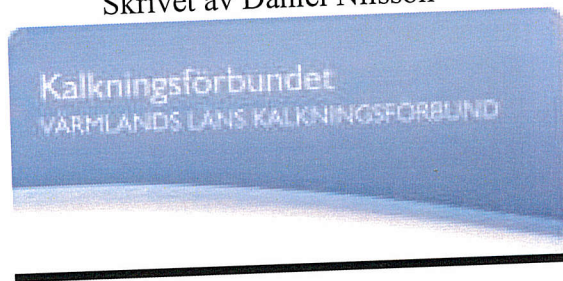 Skrivet av Daniel Nilsson
Kalkningsförbundet
VÄRMLANDS LÄNS KALKNINGSFÖRBUND